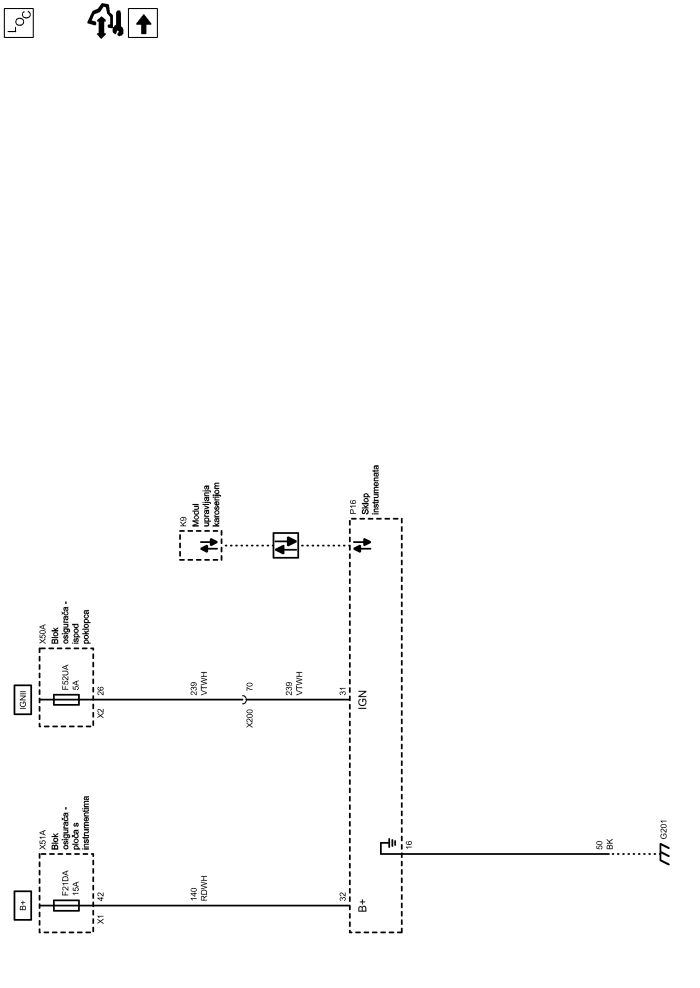 LOC
B+
X51A
Blok
osigurača -
ploča s
instrumentima
F21DA
15A
42
X1
140
RDWH
32
B+
IGNII
X50A
Blok
osigurača -
ispod
poklopca
F52UA
5A
26
X2
239
VTWH
70
X200
239
VTWH
31
IGN
K9
Modul
upravljanja
karoserijom
P16
Sklop
instrumenata
16
50
BK
G201